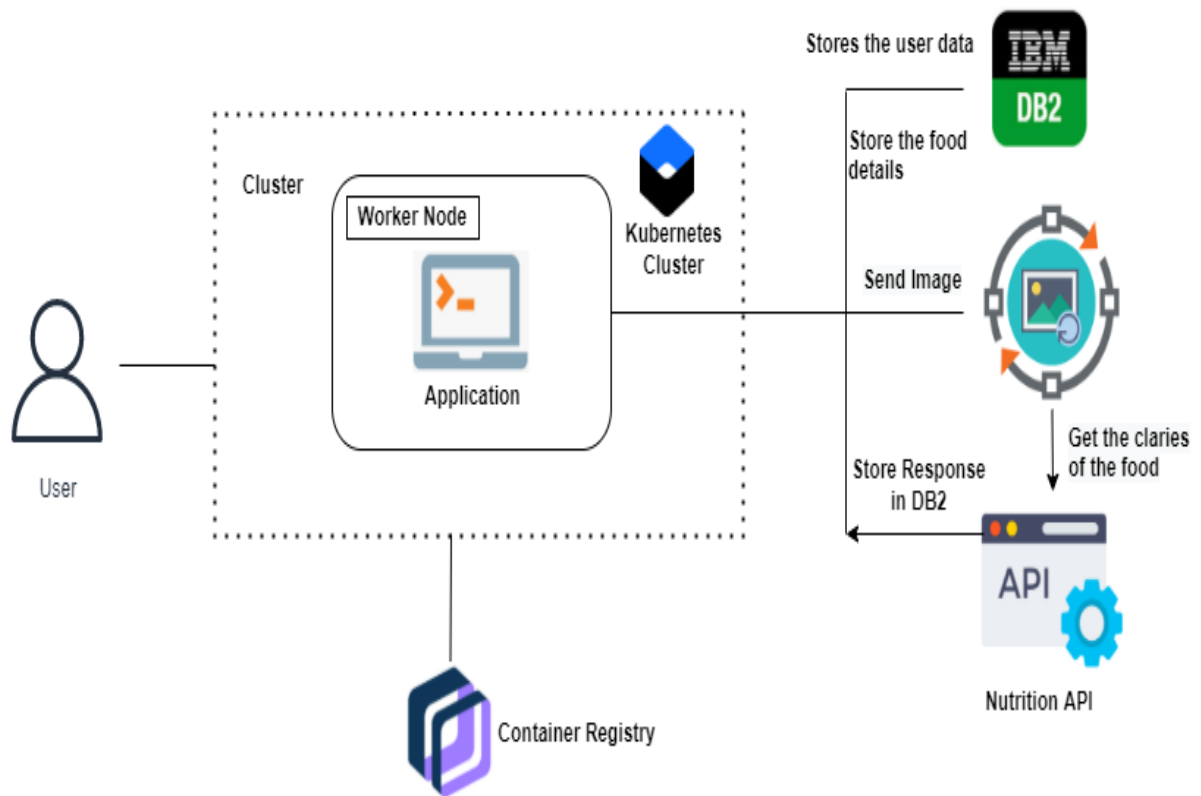 Stores the user data
IBM
DB2
Store the food
details
Cluster
Worker Node
Kubernetes
Cluster
Send Image
Application
Get the claries
of the food
Store Response
in DB2
User
API
Nutrition API
Container Registry